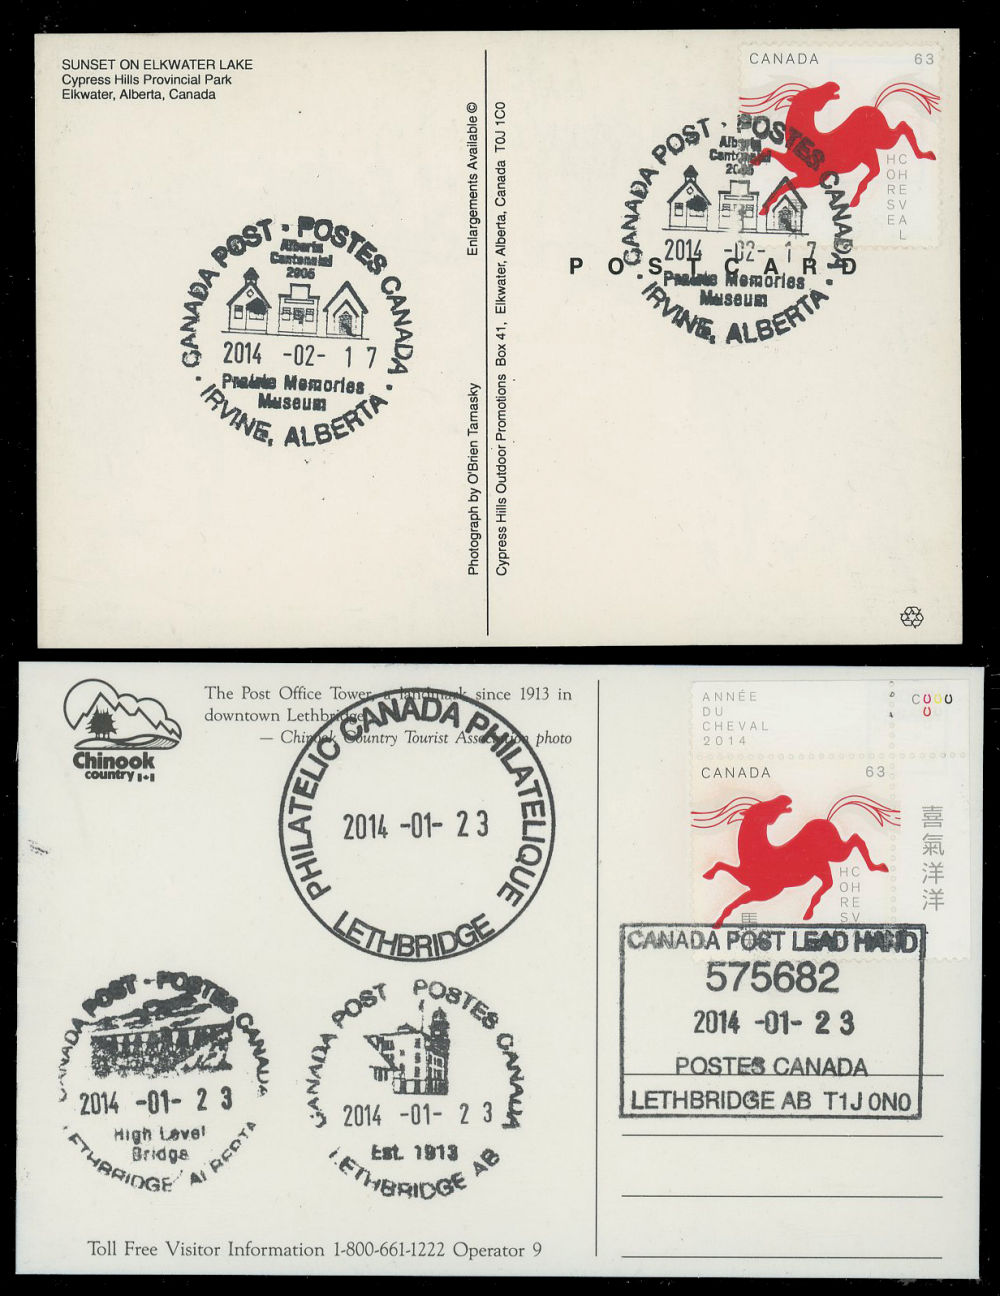 SUNSET ON ELKWATER LAKE
Cypress Hills Provincial Park
Elkwater, Alberta, Canada
Photograph by O'Brien Tamasky
Enlargements Available ©
Cypress Hills Outdoor Promotions Box 41, Elkwater, Alberta, Canada T0J 1C0
CANADA 63
HORSE
CHEVAL
POSTCARD
CANADA POST · POSTES CANADA
Alberta
Centennial
2005
2014 -02- 17
Prairie Memories
Museum
· IRVINE, ALBERTA ·
CANADA POST · POSTES CANADA
Alberta
Centennial
2005
2014 -02- 17
Prairie Memories
Museum
· IRVINE, ALBERTA ·
Chinook
country
The Post Office Tower, a landmark since 1913 in
downtown Lethbridge.
— Chinook Country Tourist Association photo
PHILATELIC CANADA PHILATELIQUE
2014 -01- 23
LETHBRIDGE
ANNÉE
DU
CHEVAL
2014
CANADA 63
喜氣洋洋
馬
CANADA POST LEAD HAND
575682
2014 -01- 23
POSTES CANADA
LETHBRIDGE AB T1J 0N0
CANADA POST - POSTES CANADA
2014 -01- 23
High Level
Bridge
LETHBRIDGE ALBERTA
CANADA POST POSTES CANADA
2014 -01- 23
Est. 1913
LETHBRIDGE AB
Toll Free Visitor Information 1-800-661-1222 Operator 9